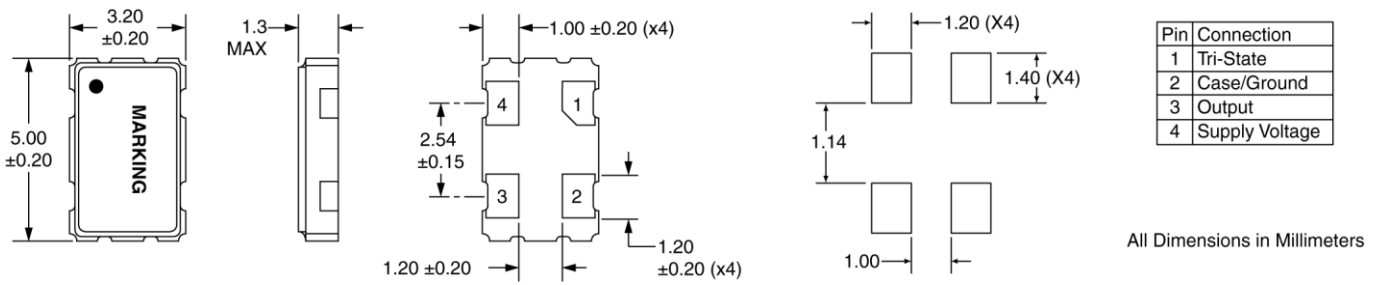 3.20
±0.20
5.00
±0.20
MARKING
1.3
MAX
1.00 ±0.20 (x4)
4
1
2.54
±0.15
3
2
1.20 ±0.20
1.20
±0.20 (x4)
1.20 (X4)
1.40 (X4)
1.14
1.00
Pin Connection
1 Tri-State
2 Case/Ground
3 Output
4 Supply Voltage
All Dimensions in Millimeters